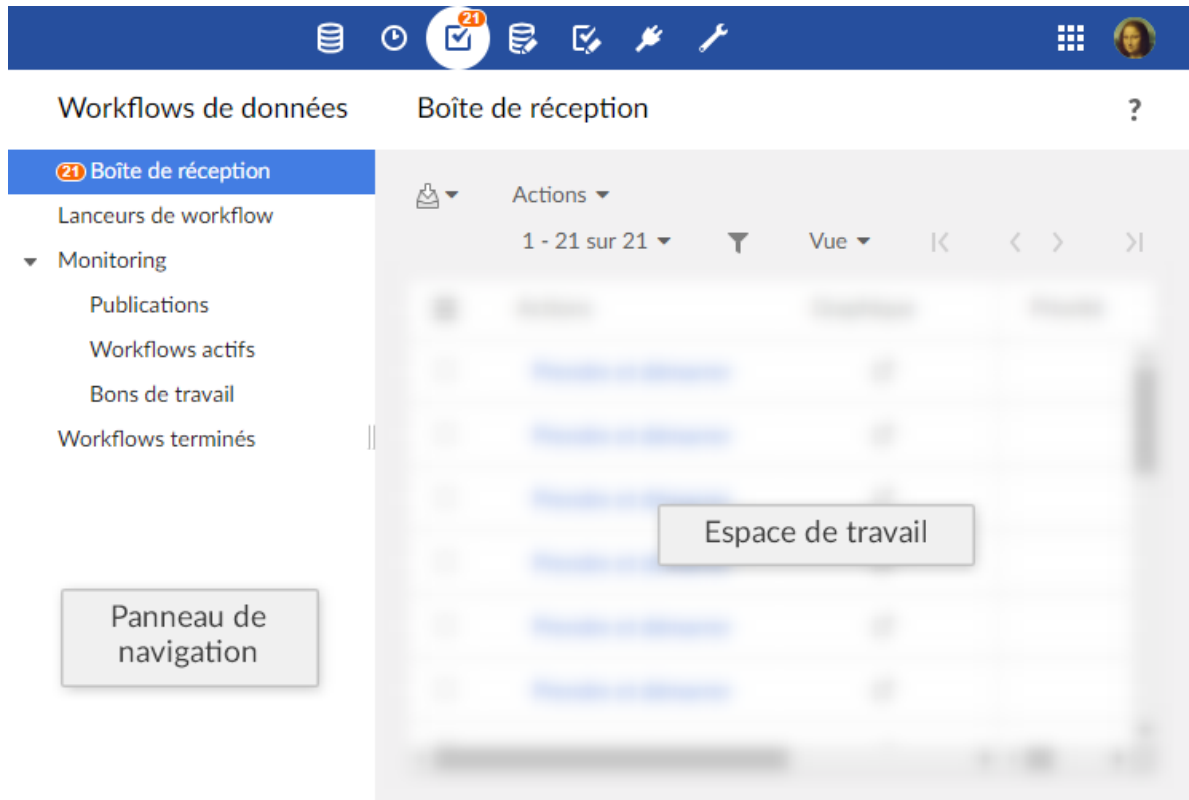 21
Workflows de données
Boîte de réception
?
21 Boîte de réception
Lanceurs de workflow
Monitoring
Publications
Workflows actifs
Bons de travail
Workflows terminés
Actions
1 - 21 sur 21
Vue
Espace de travail
Panneau de
navigation